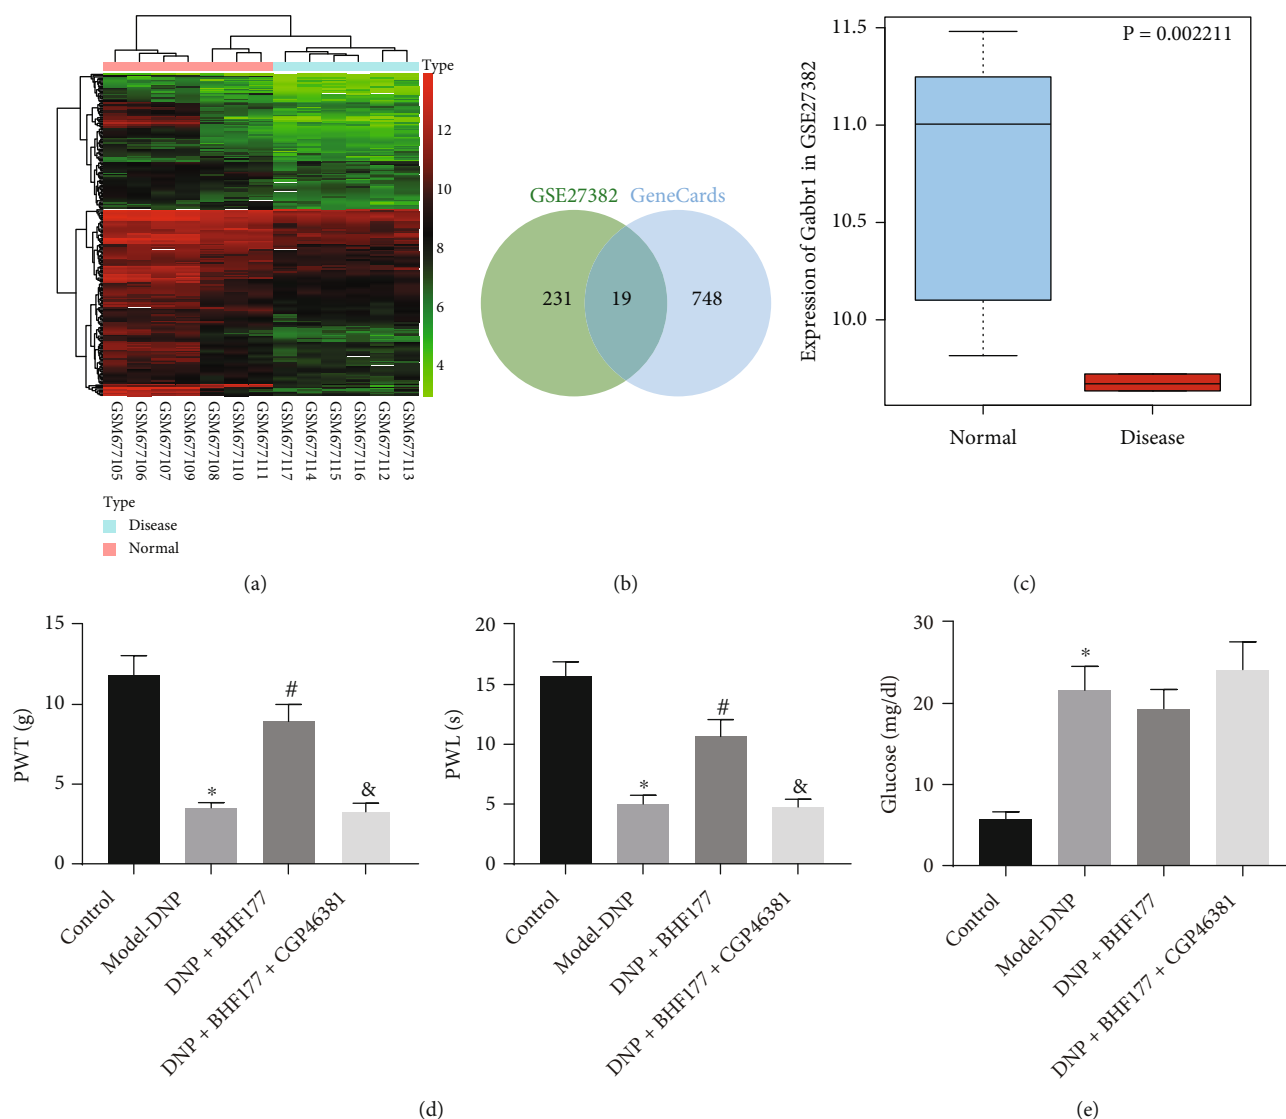 Type
12
10
8
6
4
GSM677105
GSM677106
GSM677107
GSM677109
GSM677108
GSM677110
GSM677111
GSM677117
GSM677114
GSM677115
GSM677116
GSM677112
GSM677113
Type
Disease
Normal
(a)
GSE27382 GeneCards
231 19 748
(b)
Expression of Gabbr1 in GSE27382
11.5
11.0
10.5
10.0
P = 0.002211
Normal Disease
(c)
PWT (g)
15
10
5
0
*
#
&
Control
Model-DNP
DNP + BHF177
DNP + BHF177 + CGP46381
PWL (s)
20
15
10
5
0
*
#
&
Control
Model-DNP
DNP + BHF177
DNP + BHF177 + CGP46381
(d)
Glucose (mg/dl)
30
20
10
0
*
Control
Model-DNP
DNP + BHF177
DNP + BHF177 + CGP46381
(e)